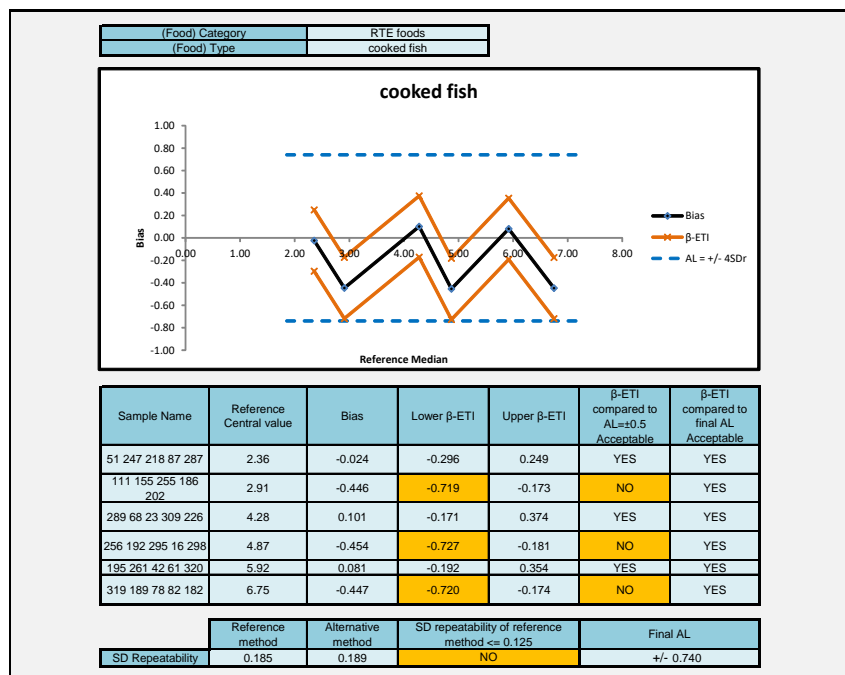 (Food) Category RTE foods
(Food) Type cooked fish
cooked fish
1.00
0.80
0.60
0.40
0.20
0.00
-0.20
-0.40
-0.60
-0.80
-1.00
Bias
0.00 1.00 2.00 3.00 4.00 5.00 6.00 7.00 8.00
Reference Median
Bias
β-ETI
AL = +/- 4SDr
Sample Name Reference Central value Bias Lower β-ETI Upper β-ETI β-ETI compared to AL=±0.5 Acceptable β-ETI compared to final AL Acceptable
51 247 218 87 287 2.36 -0.024 -0.296 0.249 YES YES
111 155 255 186 202 2.91 -0.446 -0.719 -0.173 NO YES
289 68 23 309 226 4.28 0.101 -0.171 0.374 YES YES
256 192 295 16 298 4.87 -0.454 -0.727 -0.181 NO YES
195 261 42 61 320 5.92 0.081 -0.192 0.354 YES YES
319 189 78 82 182 6.75 -0.447 -0.720 -0.174 NO YES
Reference method Alternative method SD repeatability of reference method <= 0.125 Final AL
SD Repeatability 0.185 0.189 NO +/- 0.740